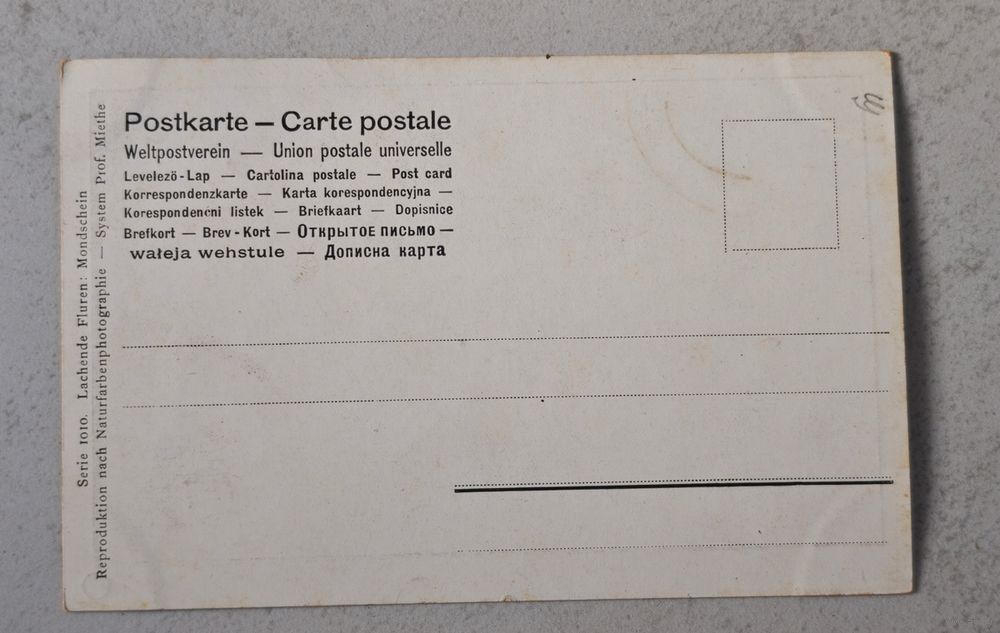 Postkarte — Carte postale
Weltpostverein — Union postale universelle
Levelezö-Lap — Cartolina postale — Post card
Korrespondenzkarte — Karta korespondencyjna —
Korespondenční listek — Briefkaart — Dopisnice
Brefkort — Brev-Kort — Открытое письмо —
wałeja wehstule — Дописна карта
Serie 1010. Lachende Fluren: Mondschein
Reproduktion nach Naturfarbenphotographie — System Prof. Miethe